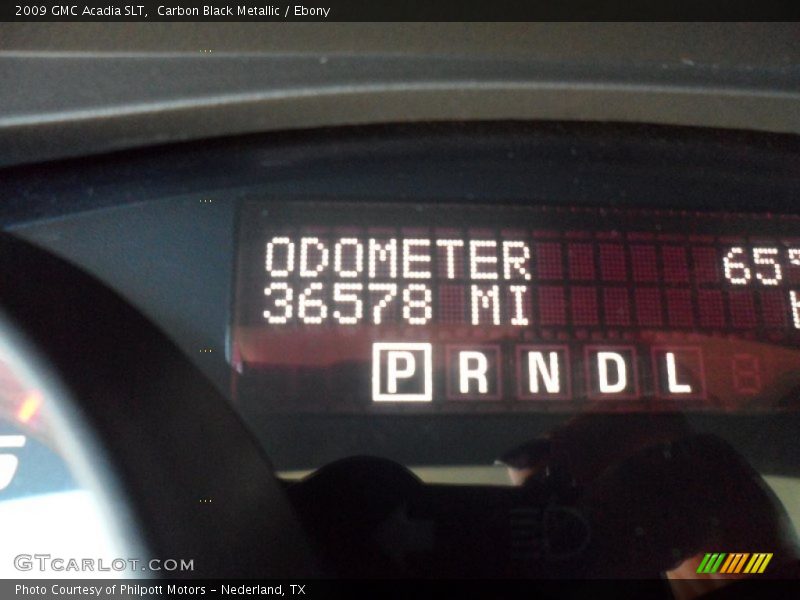 2009 GMC Acadia SLT,  Carbon Black Metallic / Ebony
ODOMETER 65°
36578 MI
P R N D L
GTCARLOT.COM
Photo Courtesy of Philpott Motors - Nederland, TX